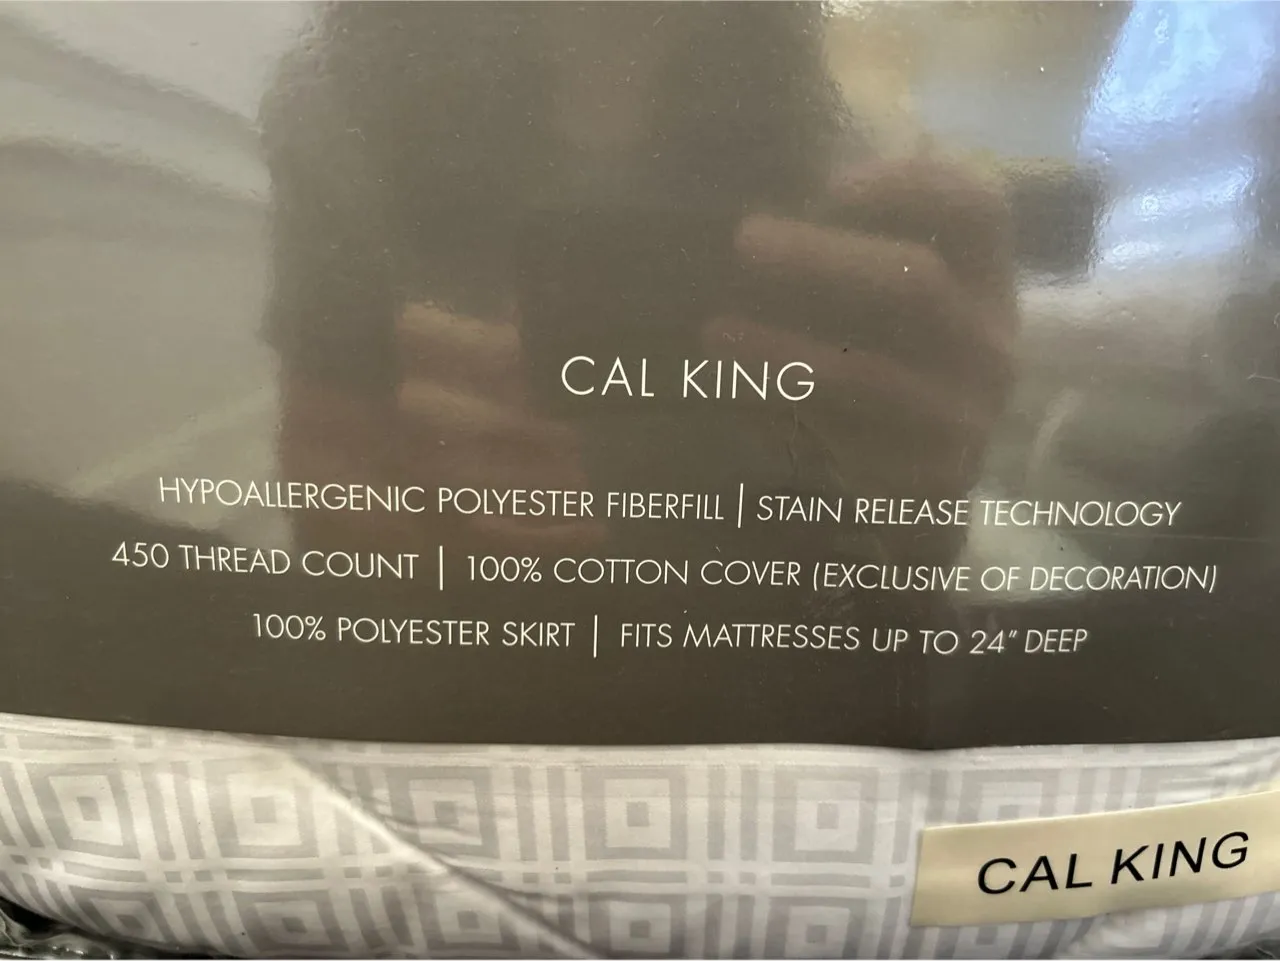 CAL KING
HYPOALLERGENIC POLYESTER FIBERFILL | STAIN RELEASE TECHNOLOGY
450 THREAD COUNT | 100% COTTON COVER (EXCLUSIVE OF DECORATION)
100% POLYESTER SKIRT | FITS MATTRESSES UP TO 24" DEEP
CAL KING